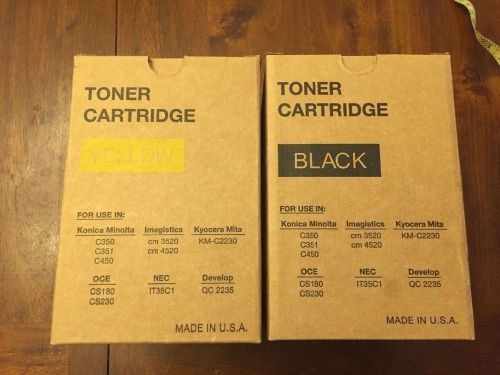 TONER
CARTRIDGE
YELLOW
FOR USE IN:
Konica Minolta Imagistics Kyocera Mita
C350 cm 3520 KM-C2230
C351 cm 4520
C450
OCE NEC Develop
CS180 IT35C1 QC 2235
CS230
MADE IN U.S.A.
TONER
CARTRIDGE
BLACK
FOR USE IN:
Konica Minolta Imagistics Kyocera Mita
C350 cm 3520 KM-C2230
C351 cm 4520
C450
OCE NEC Develop
CS180 IT35C1 QC 2235
CS230
MADE IN U.S.A.